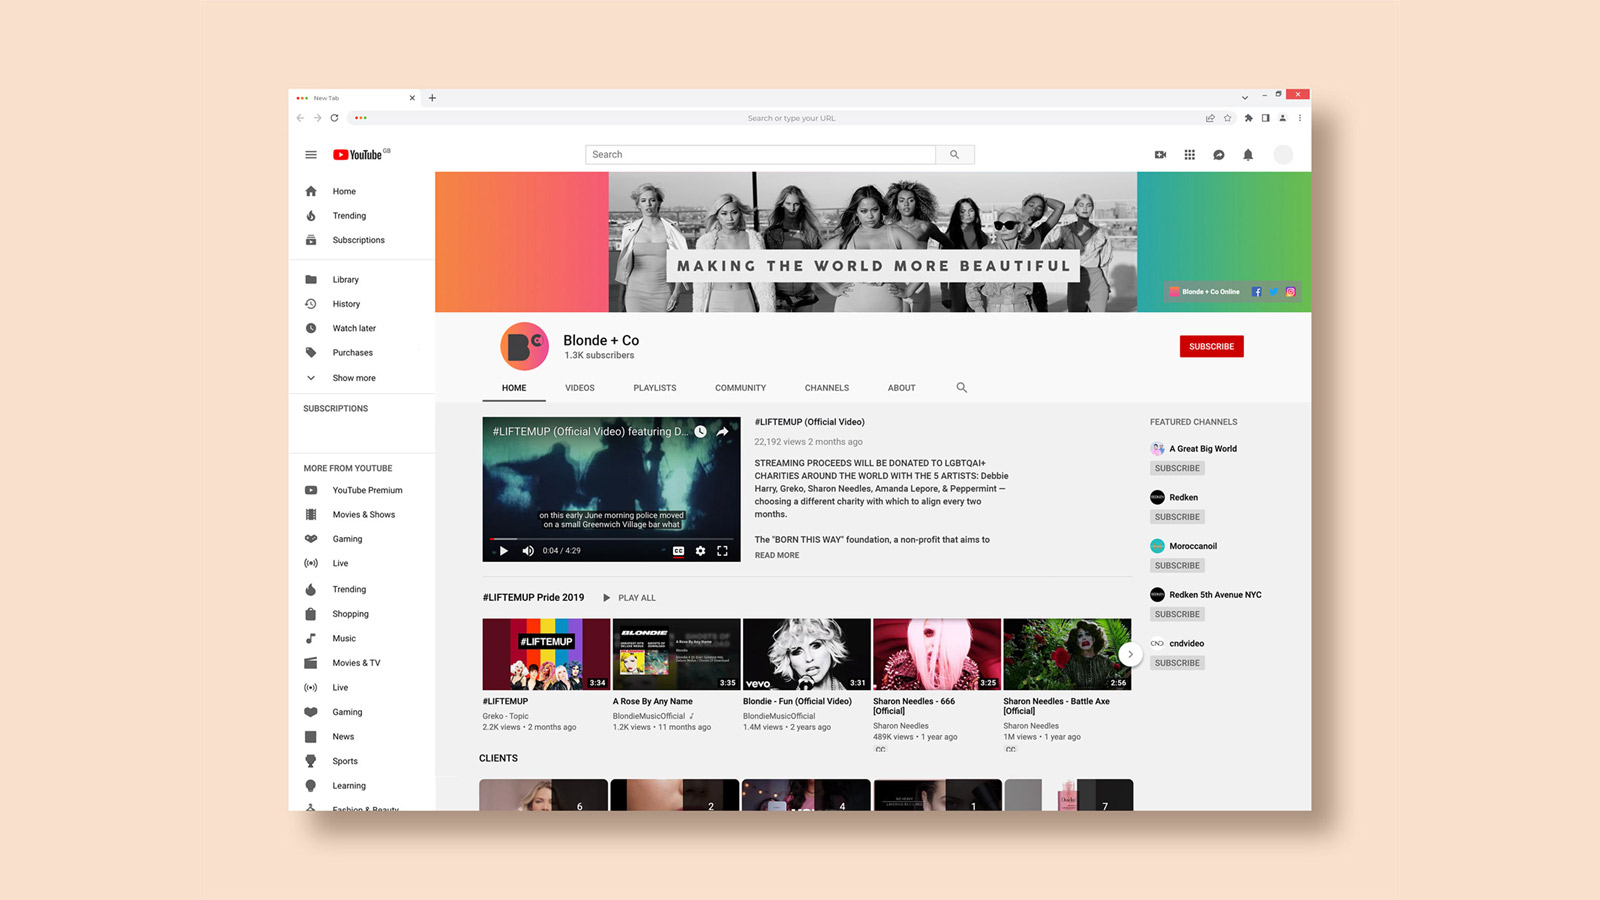 New Tab
Search or type your URL
YouTube GB
Search
Home
Trending
Subscriptions
Library
History
Watch later
Purchases
Show more
SUBSCRIPTIONS
MORE FROM YOUTUBE
YouTube Premium
Movies & Shows
Gaming
Live
Trending
Shopping
Music
Movies & TV
Live
Gaming
News
Sports
Learning
Fashion & Beauty
MAKING THE WORLD MORE BEAUTIFUL
Blonde + Co Online
BC
Blonde + Co
1.3K subscribers
SUBSCRIBE
HOME VIDEOS PLAYLISTS COMMUNITY CHANNELS ABOUT
#LIFTEMUP (Official Video) featuring D...
on this early June morning police moved
on a small Greenwich Village bar what
0:04 / 4:29
CC
#LIFTEMUP (Official Video)
22,192 views 2 months ago
STREAMING PROCEEDS WILL BE DONATED TO LGBTQAI+
CHARITIES AROUND THE WORLD WITH THE 5 ARTISTS: Debbie
Harry, Greko, Sharon Needles, Amanda Lepore, & Peppermint —
choosing a different charity with which to align every two
months.
The "BORN THIS WAY" foundation, a non-profit that aims to
READ MORE
FEATURED CHANNELS
A Great Big World
SUBSCRIBE
REDKEN
Redken
SUBSCRIBE
Moroccanoil
SUBSCRIBE
REDKEN
Redken 5th Avenue NYC
SUBSCRIBE
CND
cndvideo
SUBSCRIBE
#LIFTEMUP Pride 2019 PLAY ALL
#LIFTEMUP
3:34
#LIFTEMUP
Greko - Topic
2.2K views • 2 months ago
BLONDIE
GHOSTS OF
A Rose By Any Name
Blondie
3:35
A Rose By Any Name
BlondieMusicOfficial
1.2K views • 11 months ago
vevo
3:31
Blondie - Fun (Official Video)
BlondieMusicOfficial
1.4M views • 2 years ago
3:25
Sharon Needles - 666
[Official]
Sharon Needles
489K views • 1 year ago
CC
2:56
Sharon Needles - Battle Axe
[Official]
Sharon Needles
1M views • 1 year ago
CC
CLIENTS
6
2
4
1
7